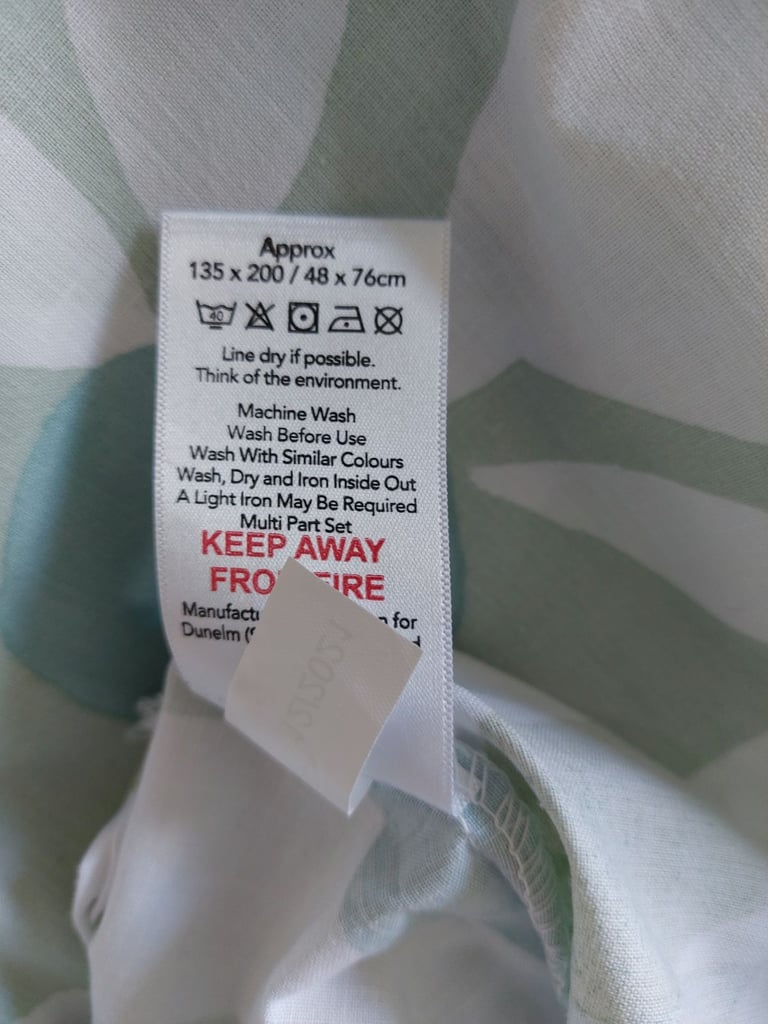 Approx
135 x 200 / 48 x 76cm
40
Line dry if possible.
Think of the environment.
Machine Wash
Wash Before Use
Wash With Similar Colours
Wash, Dry and Iron Inside Out
A Light Iron May Be Required
Multi Part Set
KEEP AWAY
FIRE
for
Dunelm